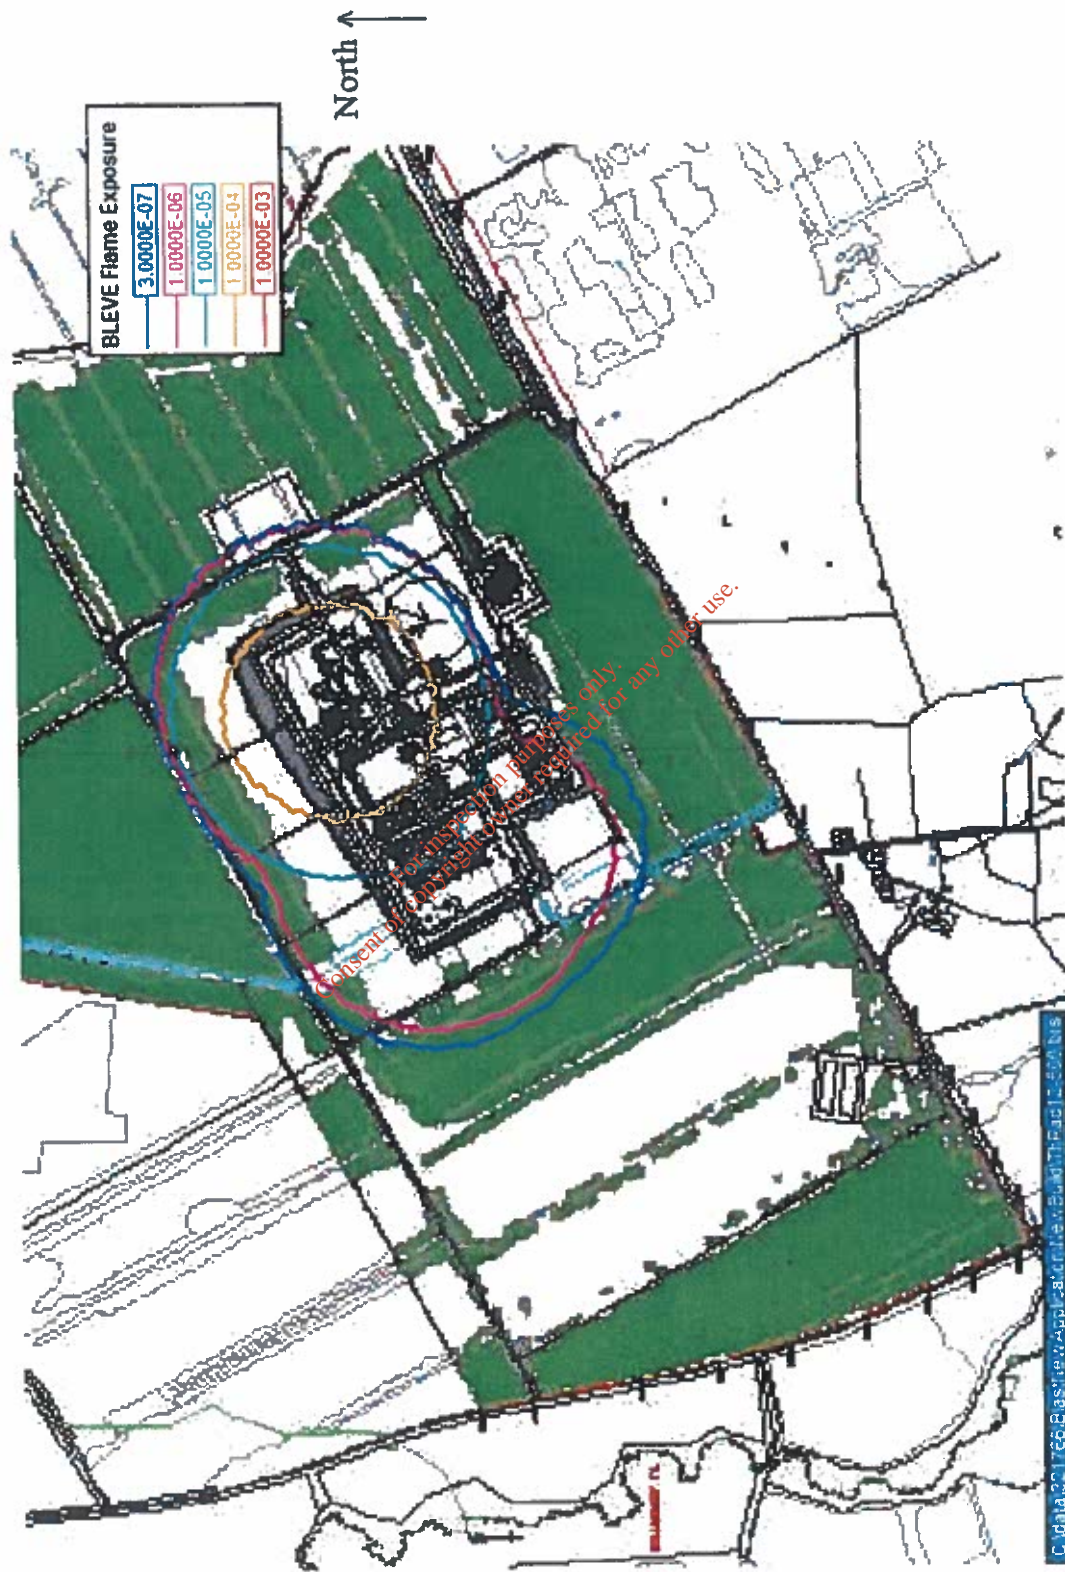 BLEVE Flame Exposure
3.0000E-07
1.0000E-06
1.0000E-05
1.0000E-04
1.0000E-03
North
For inspection purposes only.
Consent of copyright owner required for any other use.